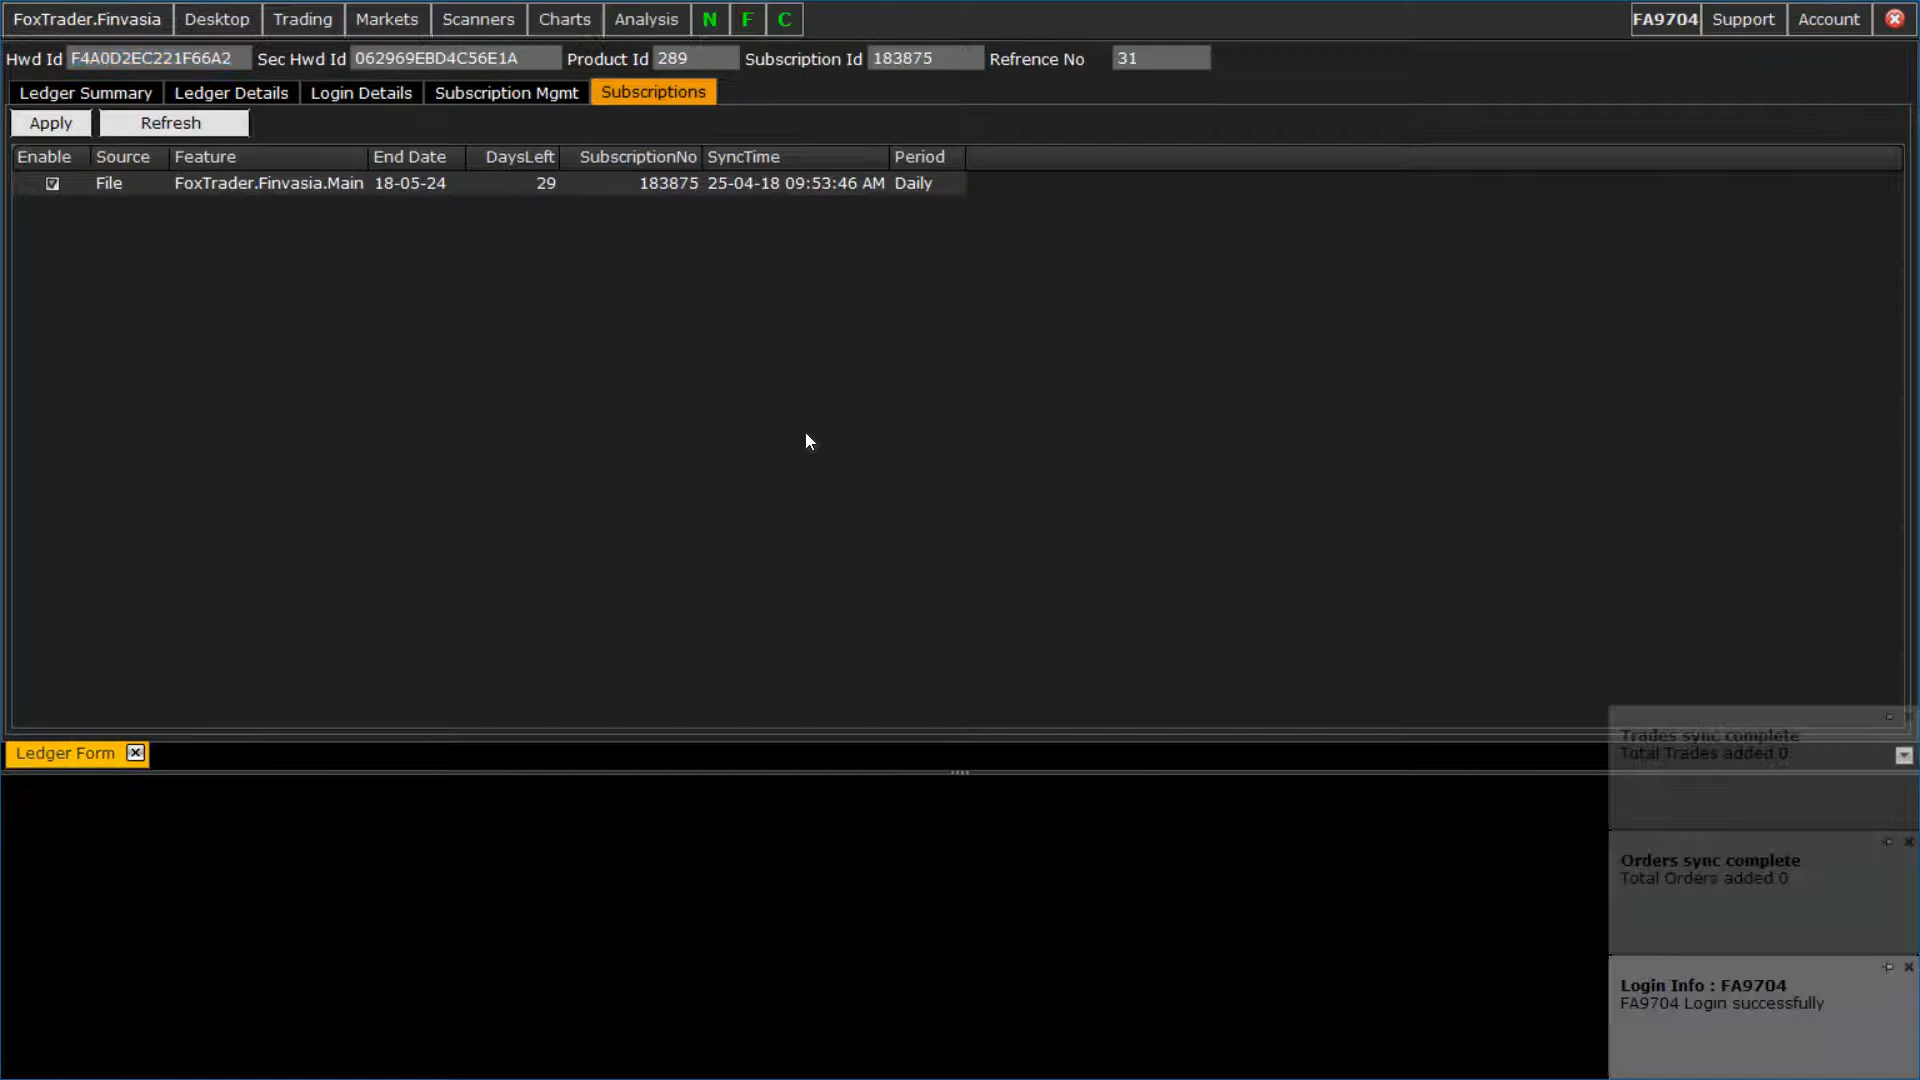 FoxTrader.Finvasia Desktop Trading Markets Scanners Charts Analysis N F C FA9704 Support Account
Hwd Id F4A0D2EC221F66A2 Sec Hwd Id 062969EBD4C56E1A Product Id 289 Subscription Id 183875 Refrence No 31
Ledger Summary Ledger Details Login Details Subscription Mgmt Subscriptions
Apply Refresh
Enable Source Feature End Date DaysLeft SubscriptionNo SyncTime Period
File FoxTrader.Finvasia.Main 18-05-24 29 183875 25-04-18 09:53:46 AM Daily
Ledger Form
Trades sync complete
Total Trades added 0
Orders sync complete
Total Orders added 0
Login Info : FA9704
FA9704 Login successfully